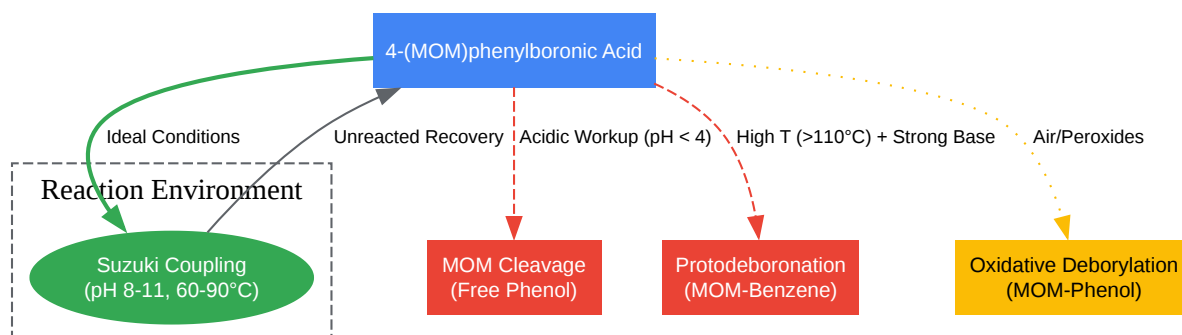 4-(MOM)phenylboronic Acid
Ideal Conditions
Unreacted Recovery
Acidic Workup (pH < 4)
High T (>110°C) + Strong Base
Air/Peroxides
Reaction Environment
Suzuki Coupling
(pH 8-11, 60-90°C)
MOM Cleavage
(Free Phenol)
Protodeboronation
(MOM-Benzene)
Oxidative Deborylation
(MOM-Phenol)